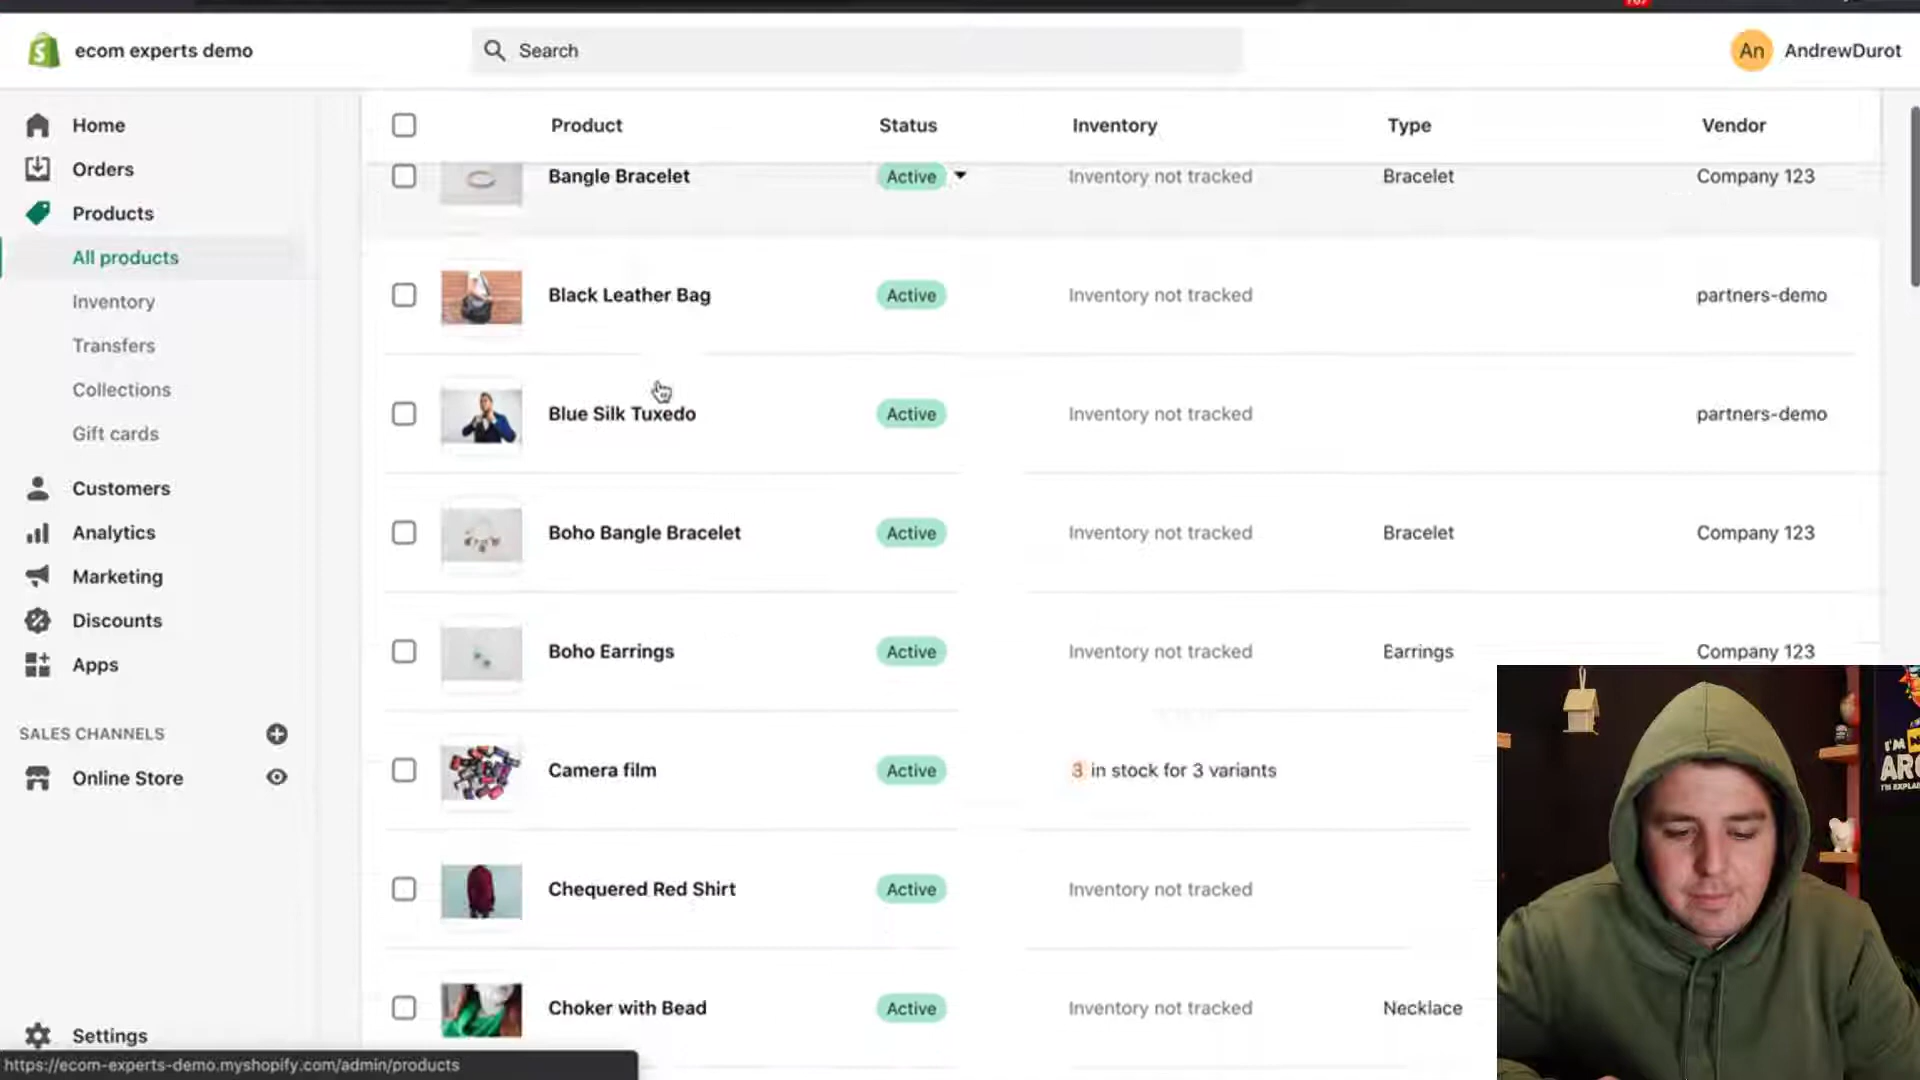 ecom experts demo
Search
An
AndrewDurot
Home
Orders
Products
All products
Inventory
Transfers
Collections
Gift cards
Customers
Analytics
Marketing
Discounts
Apps
SALES CHANNELS
Online Store
Settings
https://ecom-experts-demo.myshopify.com/admin/products
Product Status Inventory Type Vendor
Bangle Bracelet Active Inventory not tracked Bracelet Company 123
Black Leather Bag Active Inventory not tracked partners-demo
Blue Silk Tuxedo Active Inventory not tracked partners-demo
Boho Bangle Bracelet Active Inventory not tracked Bracelet Company 123
Boho Earrings Active Inventory not tracked Earrings Company 123
Camera film Active 3 in stock for 3 variants
Chequered Red Shirt Active Inventory not tracked
Choker with Bead Active Inventory not tracked Necklace
I'M